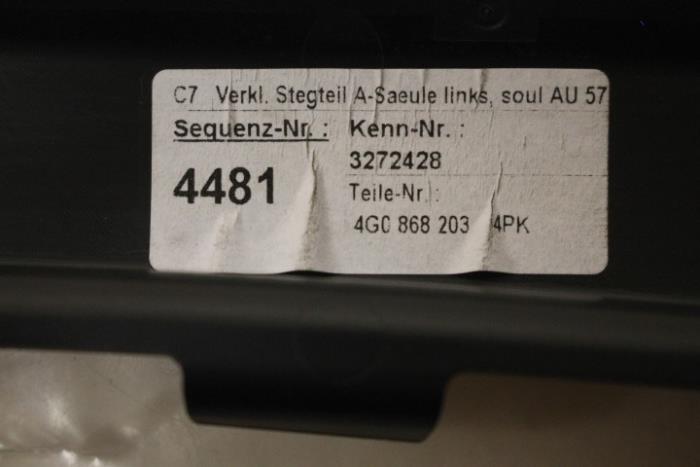 C7 Verkl. Stegteil A-Saeule links, soul AU 57
Sequenz-Nr. : Kenn-Nr. :
3272428
4481
Teile-Nr. :
4G0 868 203 4PK